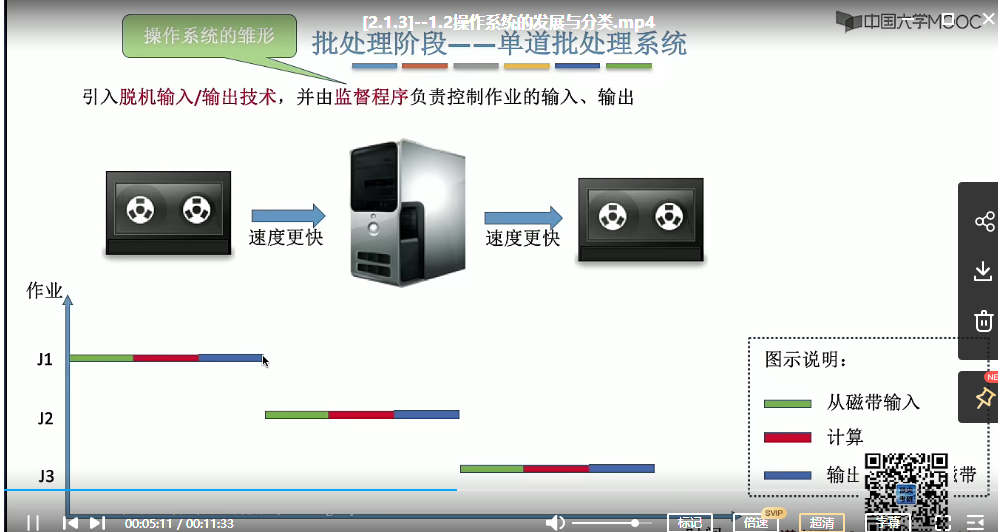 [2.1.3]--1.2操作系统的发展与分类.mp4
中国大学MOOC
操作系统的雏形
批处理阶段——单道批处理系统
引入脱机输入/输出技术，并由监督程序负责控制作业的输入、输出
速度更快
速度更快
作业
J1
J2
J3
图示说明：
从磁带输入
计算
输出
磁带
NE
00:05:11 / 00:11:33
标记
倍速
SVIP
超清
字幕